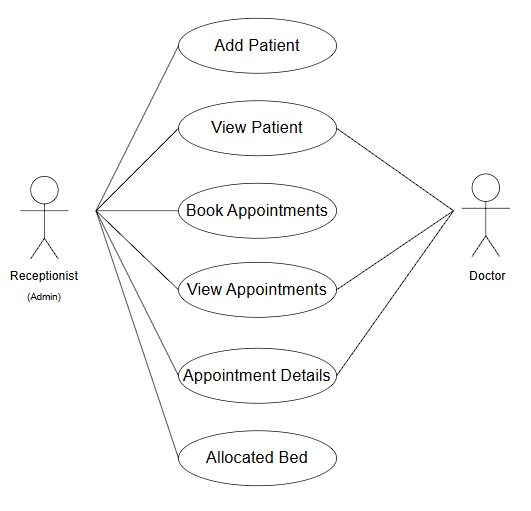 Add Patient
View Patient
Book Appointments
View Appointments
Appointment Details
Allocated Bed
Receptionist
(Admin)
Doctor